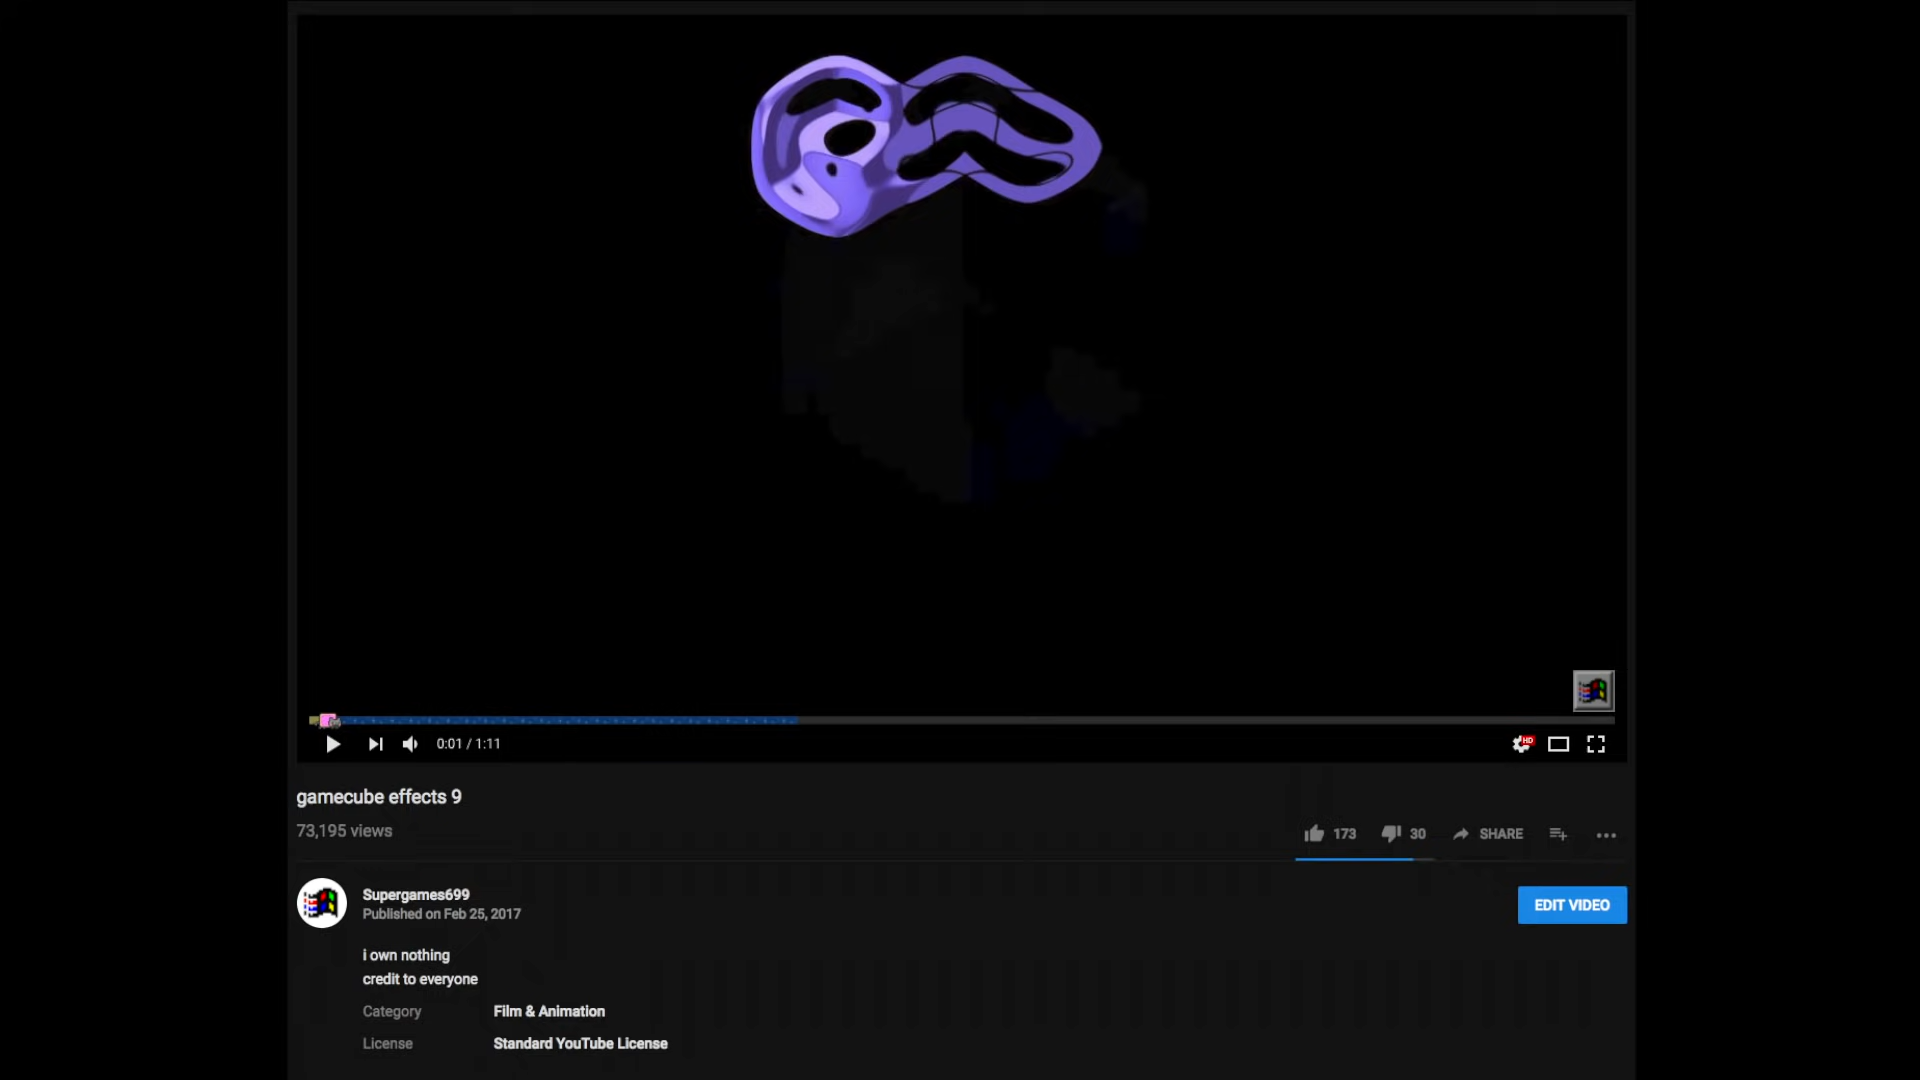 0:01 / 1:11
HD
gamecube effects 9
73,195 views
173 30 SHARE
Supergames699
Published on Feb 25, 2017
EDIT VIDEO
i own nothing
credit to everyone
Category Film & Animation
License Standard YouTube License